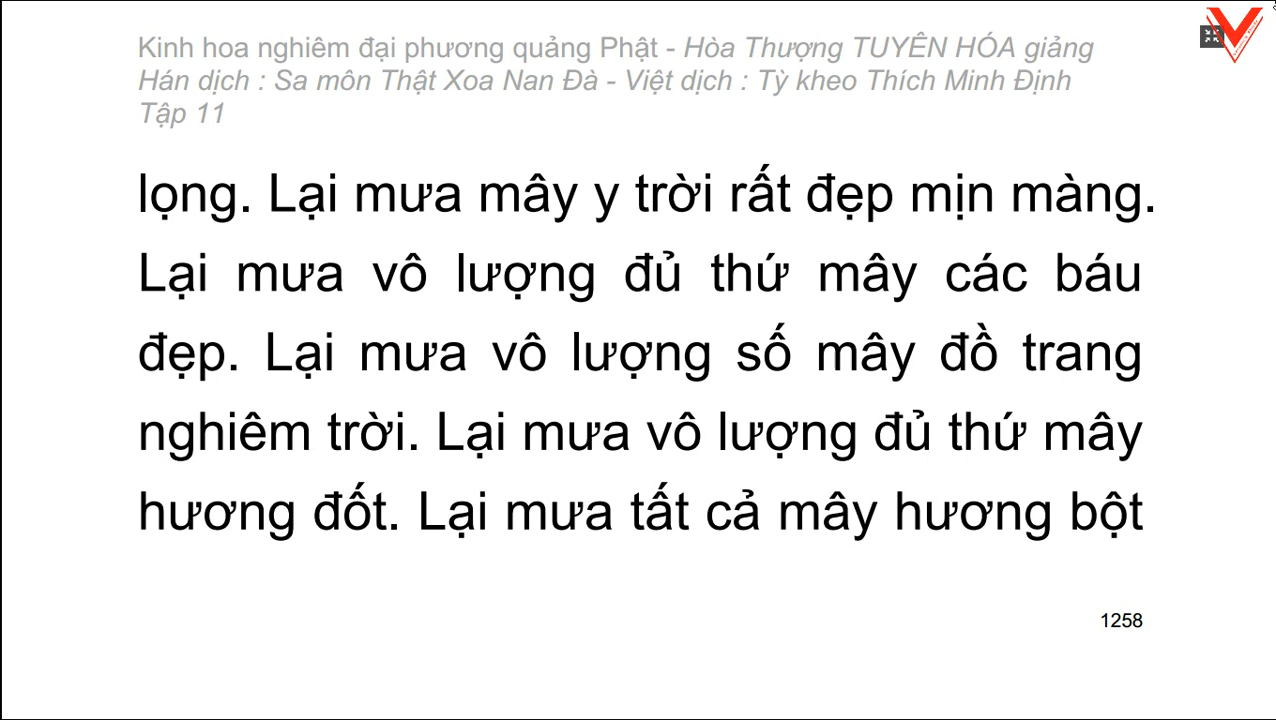 Kinh hoa nghiêm đại phương quảng Phật - Hòa Thượng TUYÊN HÓA giảng
Hán dịch : Sa môn Thật Xoa Nan Đà - Việt dịch : Tỳ kheo Thích Minh Định
Tập 11
lọng. Lại mưa mây y trời rất đẹp mịn màng.
Lại mưa vô lượng đủ thứ mây các báu
đẹp. Lại mưa vô lượng số mây đồ trang
nghiêm trời. Lại mưa vô lượng đủ thứ mây
hương đốt. Lại mưa tất cả mây hương bột
1258